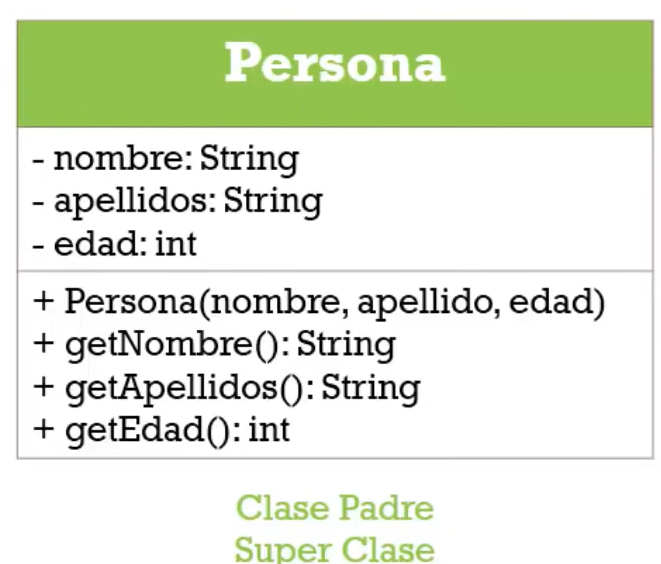 Persona
- nombre: String
- apellidos: String
- edad: int
+ Persona(nombre, apellido, edad)
+ getNombre(): String
+ getApellidos(): String
+ getEdad(): int
Clase Padre
Super Clase